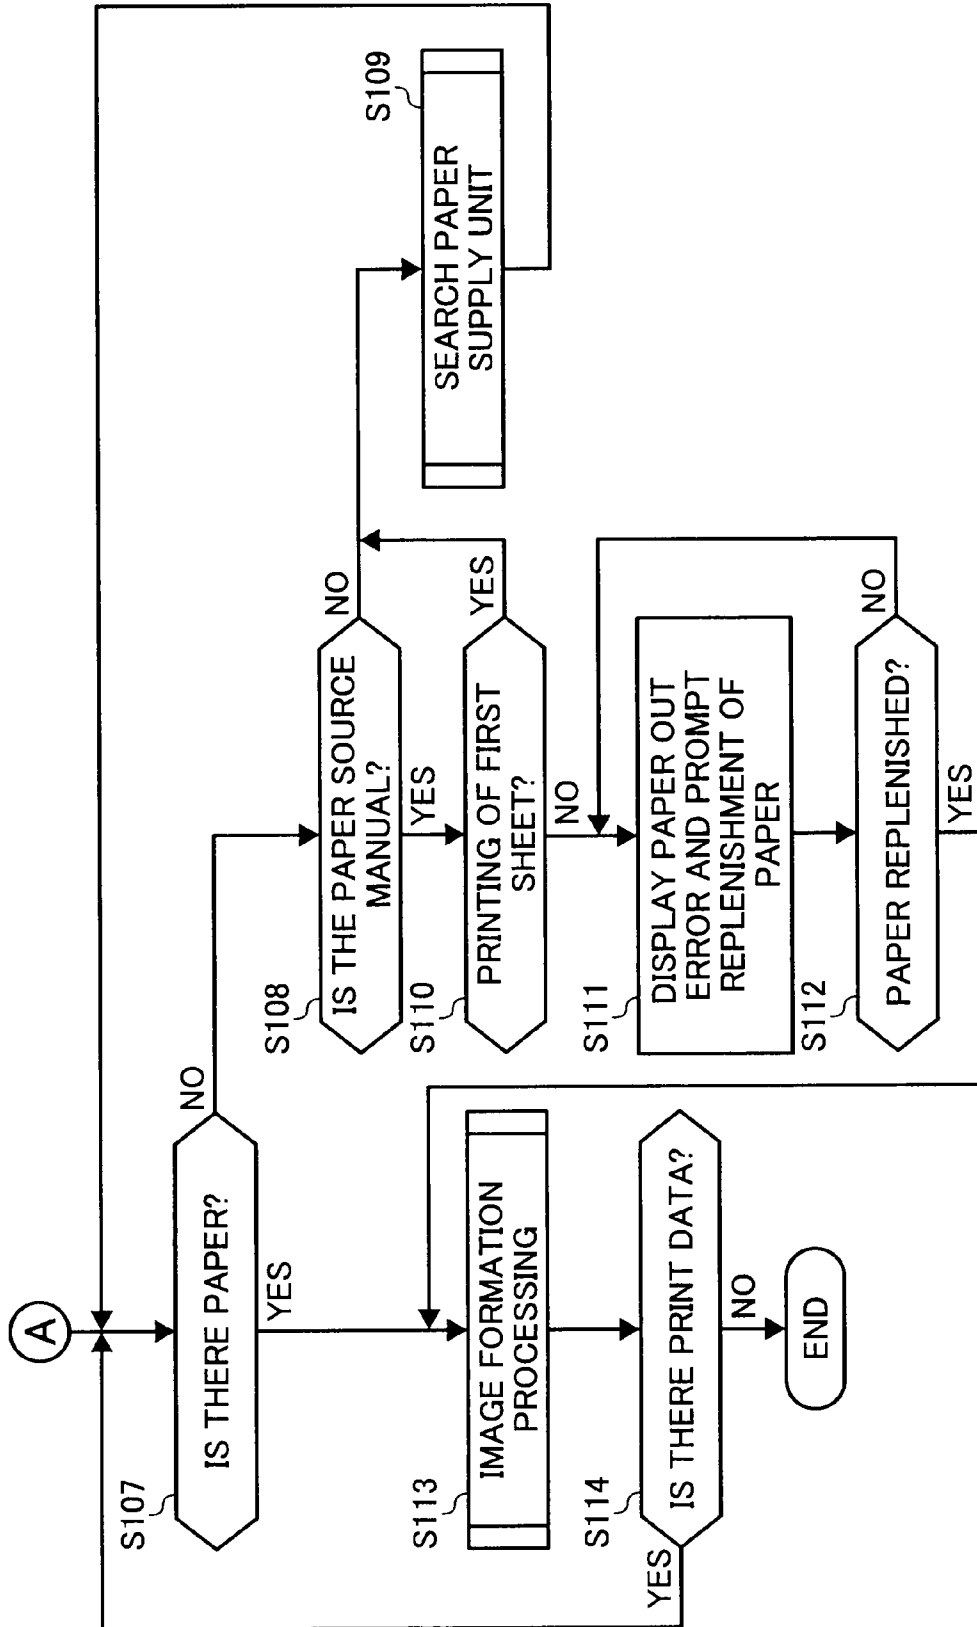 A
S107
IS THERE PAPER?
NO
YES
S108
IS THE PAPER SOURCE
MANUAL?
NO
YES
S109
SEARCH PAPER
SUPPLY UNIT
S110
PRINTING OF FIRST
SHEET?
YES
NO
S111
DISPLAY PAPER OUT
ERROR AND PROMPT
REPLENISHMENT OF
PAPER
S112
PAPER REPLENISHED?
NO
YES
S113
IMAGE FORMATION
PROCESSING
S114
IS THERE PRINT DATA?
YES
NO
END